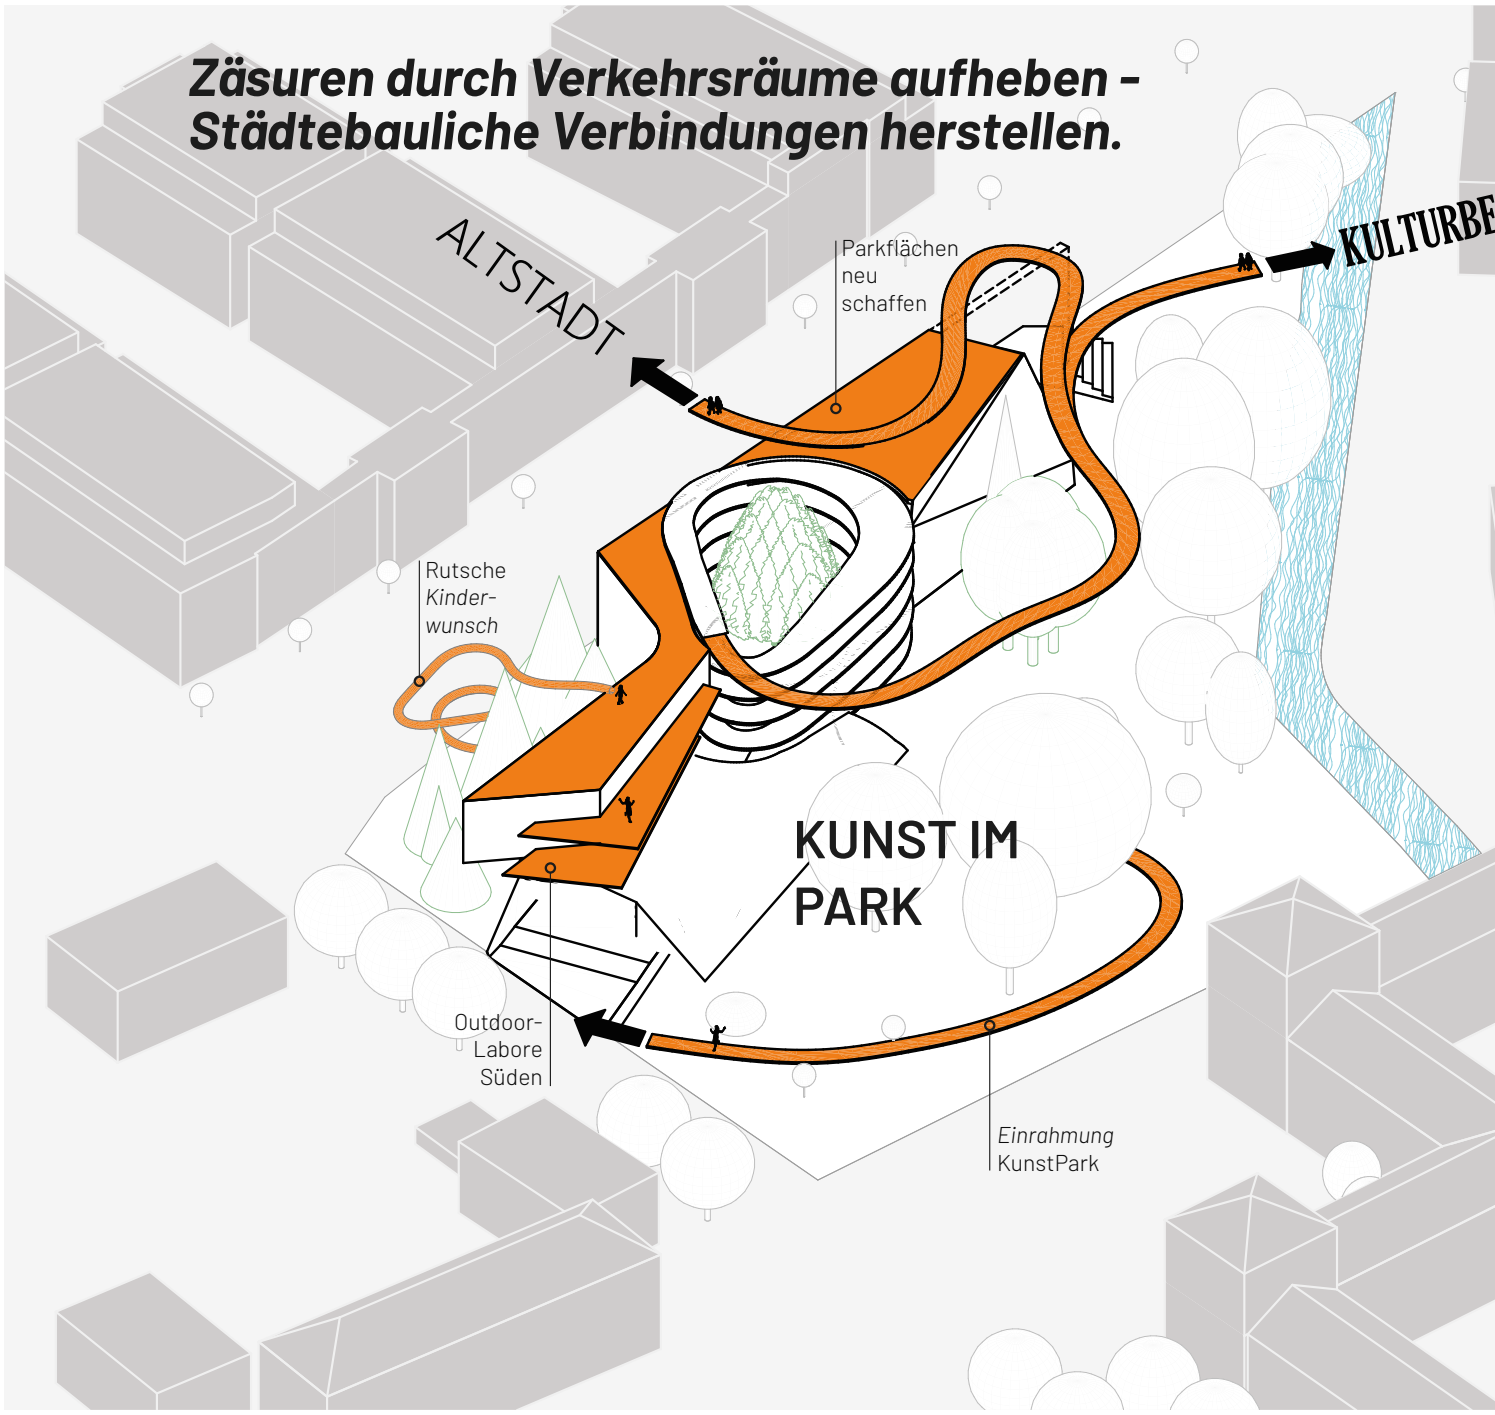 Zäsuren durch Verkehrsräume aufheben -
Städtebauliche Verbindungen herstellen.
ALTSTADT
Parkflächen
neu
schaffen
KULTURBE
Rutsche
Kinder-
wunsch
KUNST IM
PARK
Outdoor-
Labore
Süden
Einrahmung
KunstPark